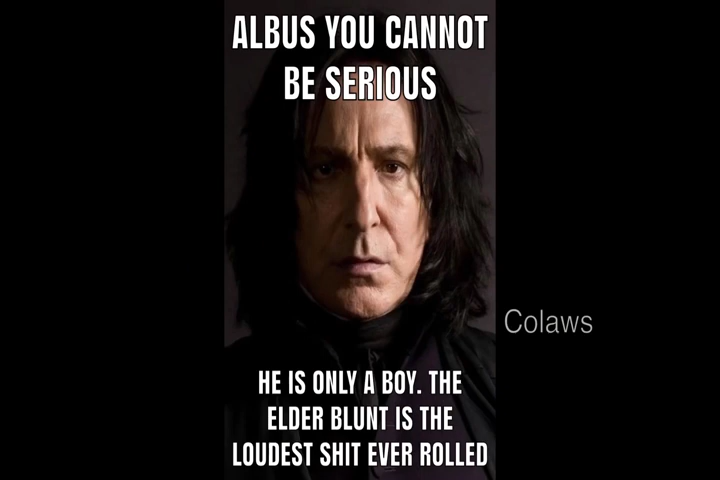 ALBUS YOU CANNOT
BE SERIOUS
Colaws
HE IS ONLY A BOY. THE
ELDER BLUNT IS THE
LOUDEST SHIT EVER ROLLED